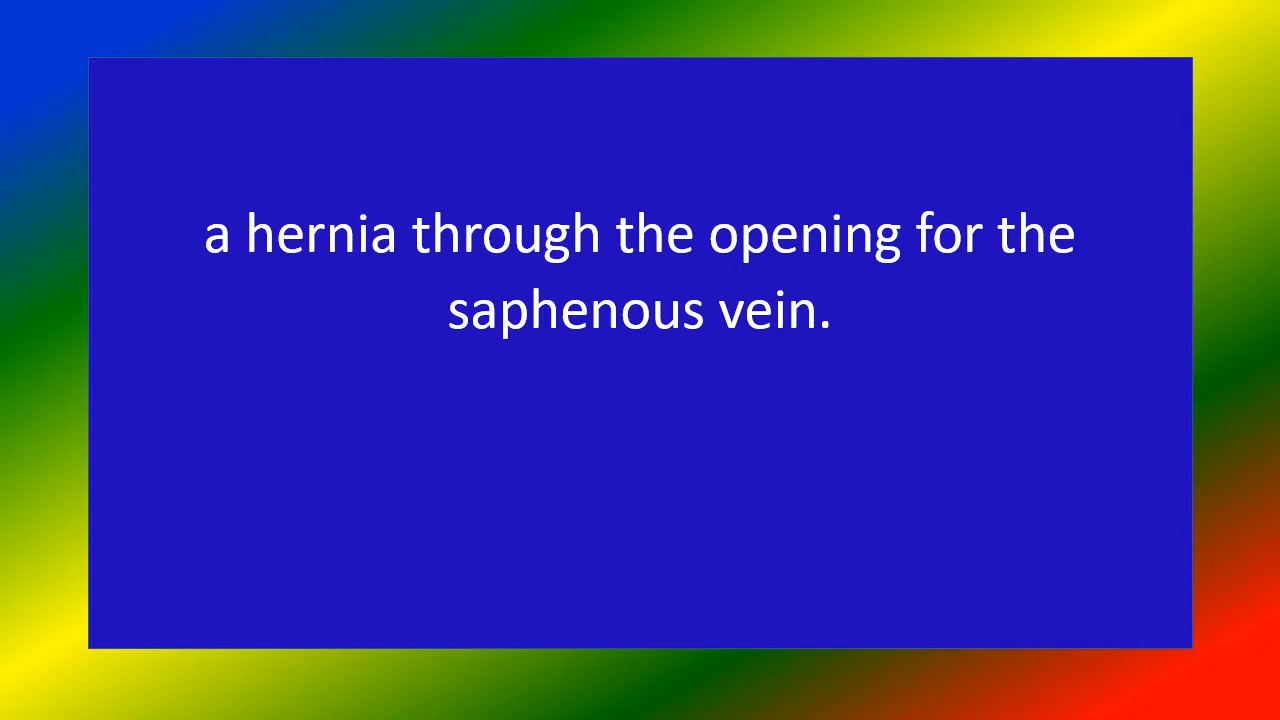 a hernia through the opening for the
saphenous vein.